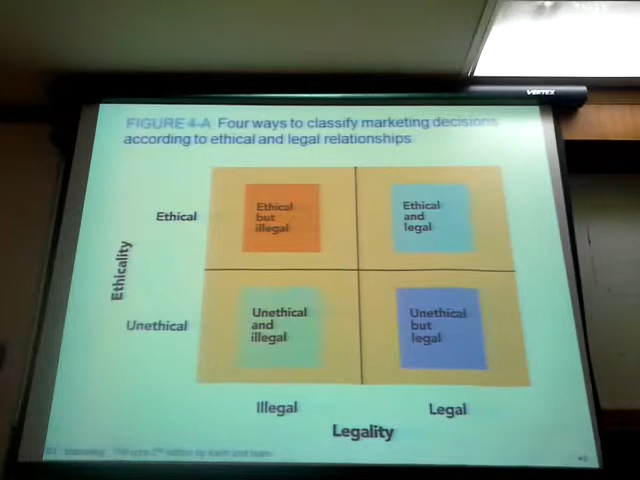 VERTEX
FIGURE 4-A Four ways to classify marketing decisions
according to ethical and legal relationships
Ethicality
Ethical
Ethical
but
illegal
Ethical
and
legal
Unethical
Unethical
and
illegal
Unethical
but
legal
Illegal
Legal
Legality